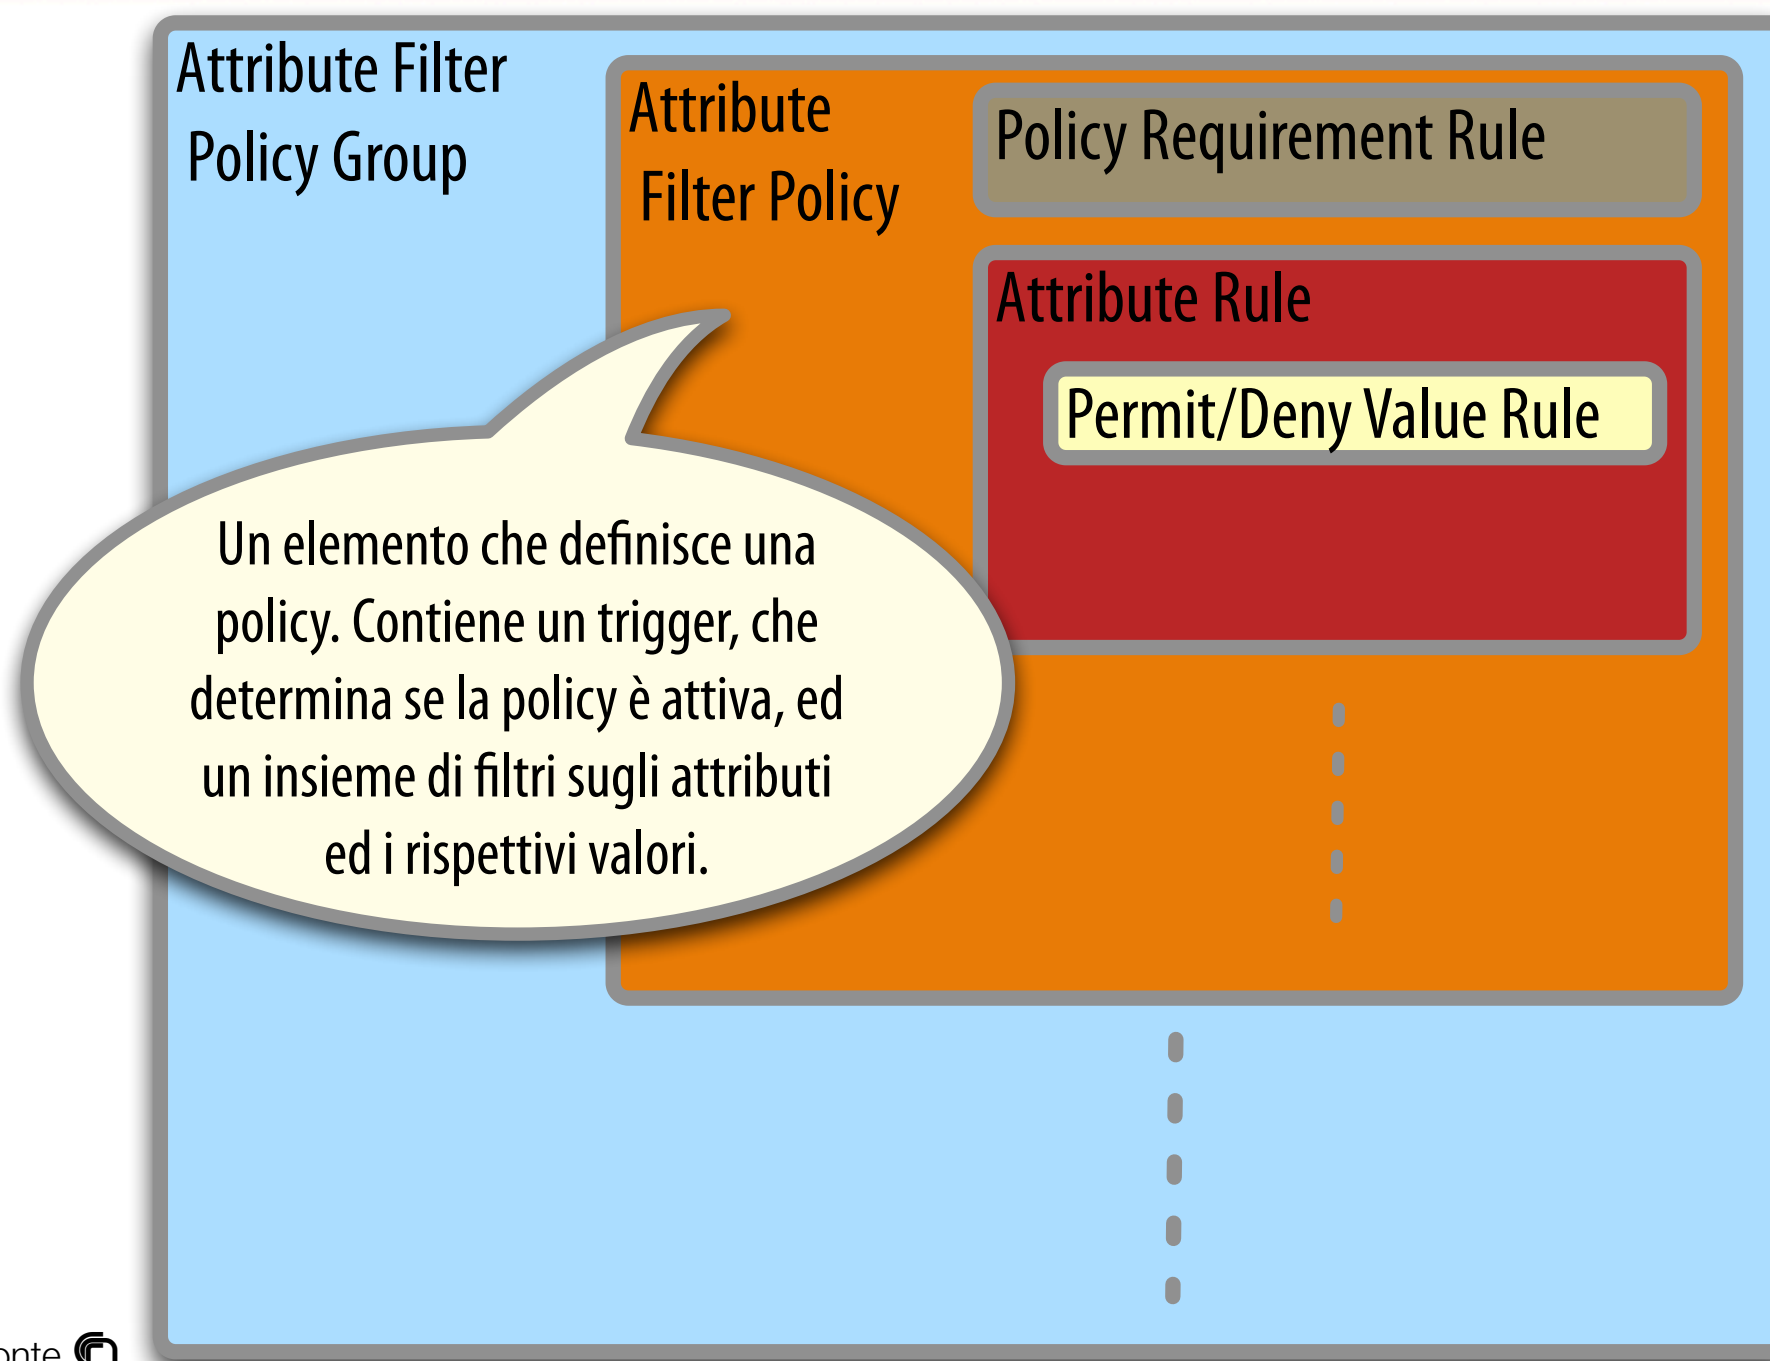 Attribute Filter
Policy Group
Attribute
Filter Policy
Policy Requirement Rule
Attribute Rule
Permit/Deny Value Rule
Un elemento che definisce una
policy. Contiene un trigger, che
determina se la policy è attiva, ed
un insieme di filtri sugli attributi
ed i rispettivi valori.